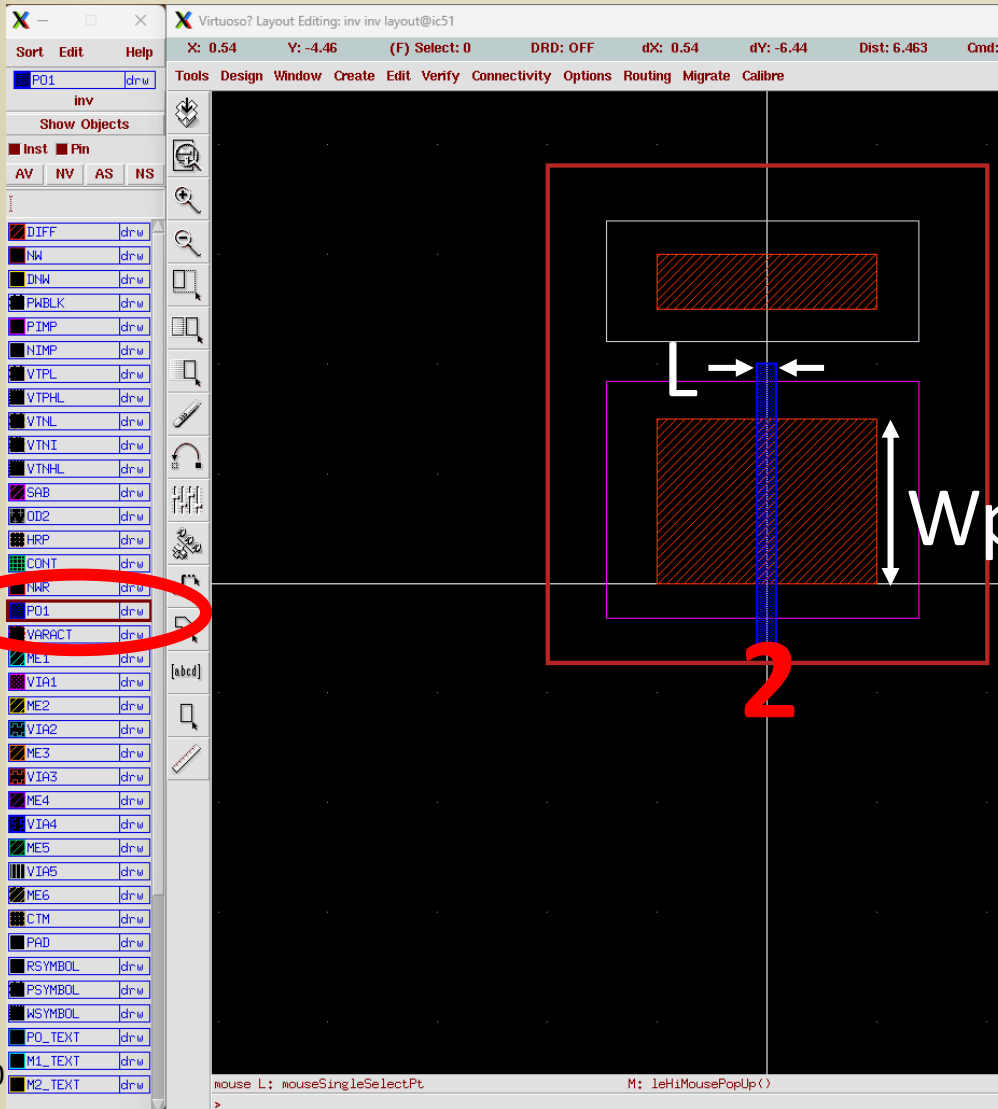 Virtuoso? Layout Editing: inv inv layout@ic51
Sort Edit Help
X: 0.54 Y: -4.46 (F) Select: 0 DRD: OFF dX: 0.54 dY: -6.44 Dist: 6.463 Cmd:
PO1 drw
Tools Design Window Create Edit Verify Connectivity Options Routing Migrate Calibre
inv
Show Objects
Inst Pin
AV NV AS NS
DIFF drw
NW drw
DNW drw
PWBLK drw
PIMP drw
NIMP drw
VTPL drw
VTPHL drw
VTNL drw
VTNI drw
VTNHL drw
SAB drw
OD2 drw
HRP drw
CONT drw
NWR drw
PO1 drw
VARACT drw
ME1 drw
VIA1 drw
ME2 drw
VIA2 drw
ME3 drw
VIA3 drw
ME4 drw
VIA4 drw
ME5 drw
VIA5 drw
ME6 drw
CTM drw
PAD drw
RSYMBOL drw
PSYMBOL drw
WSYMBOL drw
PO_TEXT drw
M1_TEXT drw
M2_TEXT drw
[abcd]
L
Wp
2
mouse L: mouseSingleSelectPt M: leHiMousePopUp()
>